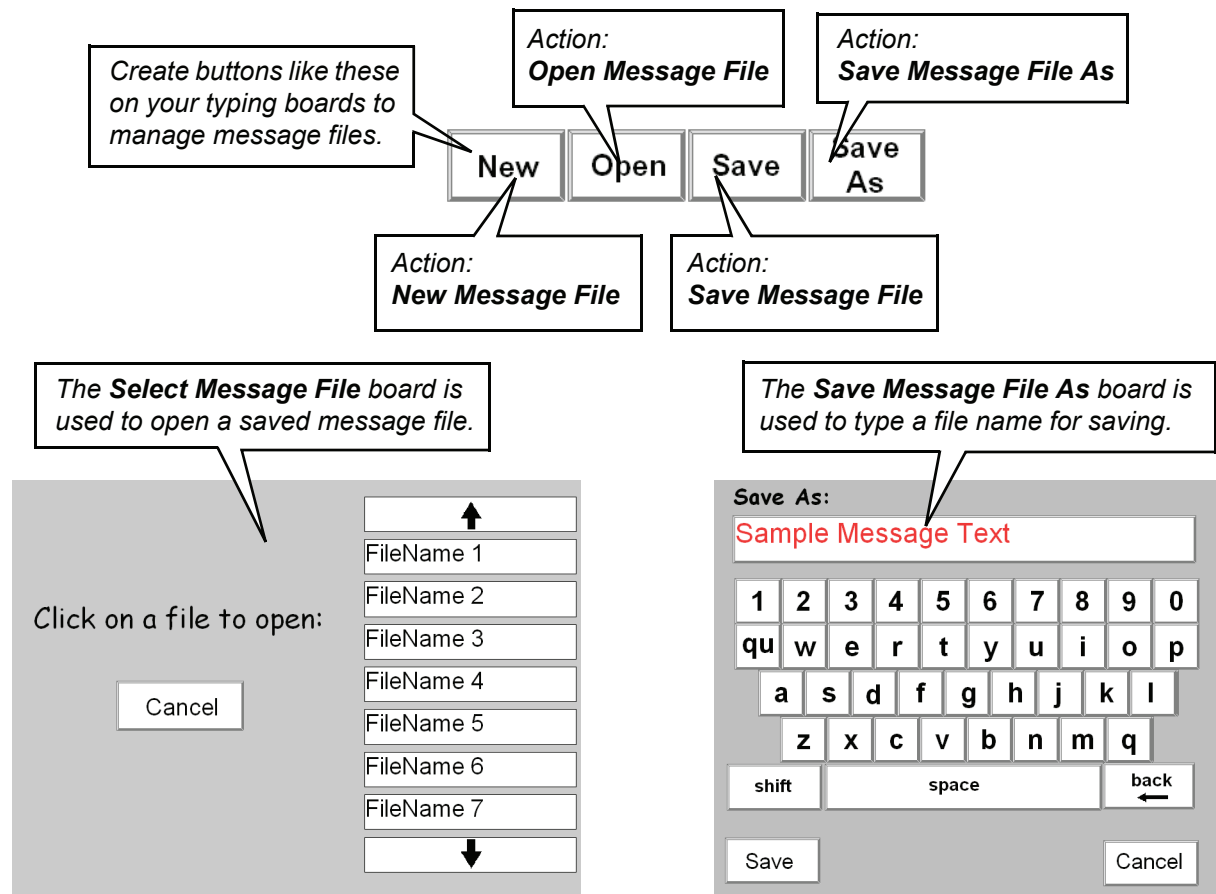 Create buttons like these
on your typing boards to
manage message files.
Action:
Open Message File
Action:
Save Message File As
New
Open
Save
Save
As
Action:
New Message File
Action:
Save Message File
The Select Message File board is
used to open a saved message file.
Click on a file to open:
Cancel
FileName 1
FileName 2
FileName 3
FileName 4
FileName 5
FileName 6
FileName 7
The Save Message File As board is
used to type a file name for saving.
Save As:
Sample Message Text
1 2 3 4 5 6 7 8 9 0
qu w e r t y u i o p
a s d f g h j k l
z x c v b n m q
shift space back
Save Cancel